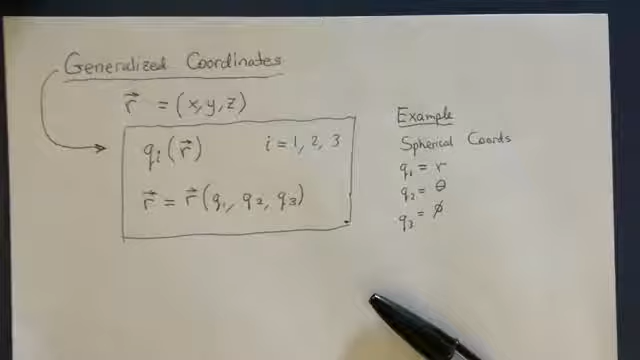 Generalized Coordinates
r⃗ = (x, y, z)
qᵢ(r⃗) i = 1, 2, 3
r⃗ = r⃗(q₁, q₂, q₃)
Example
Spherical Coords
q₁ = r
q₂ = θ
q₃ = φ